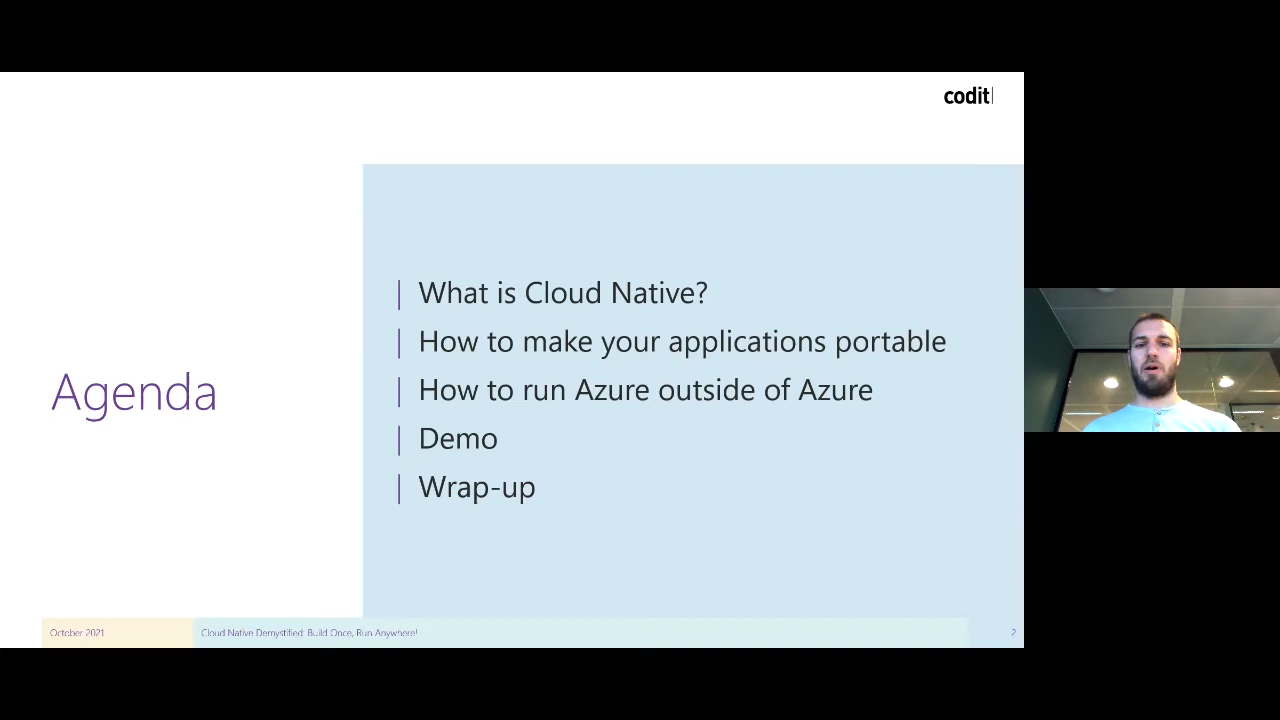 codit
Agenda
What is Cloud Native?
How to make your applications portable
How to run Azure outside of Azure
Demo
Wrap-up
October 2021
Cloud Native Demystified: Build Once, Run Anywhere!
2